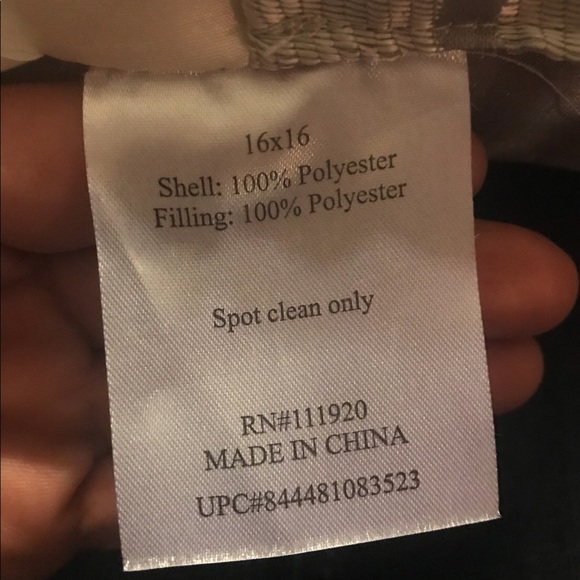 16x16
Shell: 100% Polyester
Filling: 100% Polyester
Spot clean only
RN#111920
MADE IN CHINA
UPC#844481083523